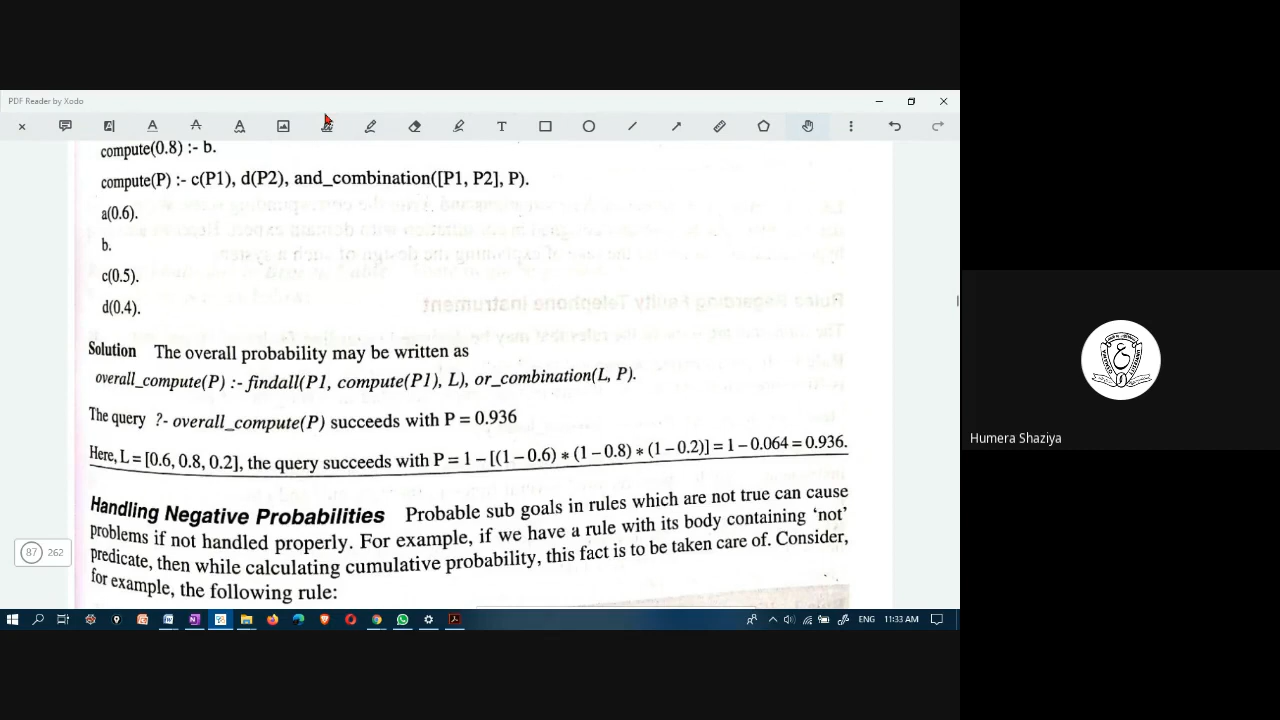 PDF Reader by Xodo
compute(0.8) :- b.
compute(P) :- c(P1), d(P2), and_combination([P1, P2], P).
a(0.6).
b.
c(0.5).
d(0.4).
Solution The overall probability may be written as
overall_compute(P) :- findall(P1, compute(P1), L), or_combination(L, P).
The query ?- overall_compute(P) succeeds with P = 0.936
Here, L = [0.6, 0.8, 0.2], the query succeeds with P = 1 – [(1 – 0.6) * (1 – 0.8) * (1 – 0.2)] = 1 – 0.064 = 0.936.
Handling Negative Probabilities Probable sub goals in rules which are not true can cause
problems if not handled properly. For example, if we have a rule with its body containing ‘not’
predicate, then while calculating cumulative probability, this fact is to be taken care of. Consider,
for example, the following rule:
87 262
Humera Shaziya
ENG 11:33 AM